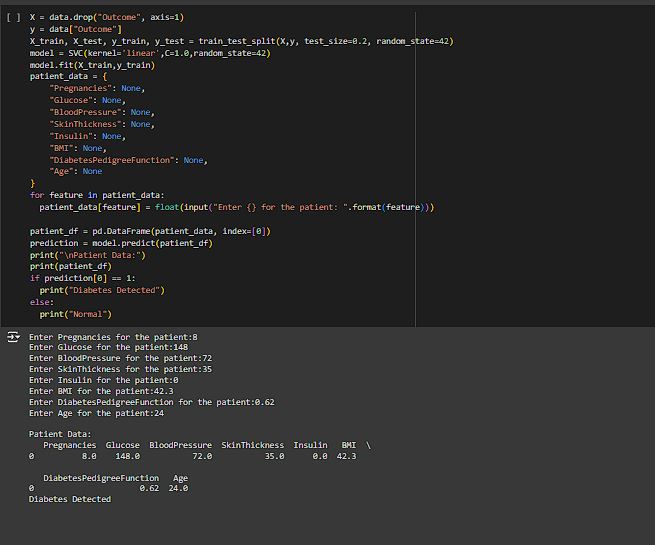 [ ] X = data.drop("Outcome", axis=1)
y = data["Outcome"]
X_train, X_test, y_train, y_test = train_test_split(X,y, test_size=0.2, random_state=42)
model = SVC(kernel='linear',C=1.0,random_state=42)
model.fit(X_train,y_train)
patient_data = {
    "Pregnancies": None,
    "Glucose": None,
    "BloodPressure": None,
    "SkinThickness": None,
    "Insulin": None,
    "BMI": None,
    "DiabetesPedigreeFunction": None,
    "Age": None
}
for feature in patient_data:
  patient_data[feature] = float(input("Enter {} for the patient: ".format(feature)))

patient_df = pd.DataFrame(patient_data, index=[0])
prediction = model.predict(patient_df)
print("\nPatient Data:")
print(patient_df)
if prediction[0] == 1:
  print("Diabetes Detected")
else:
  print("Normal")
Enter Pregnancies for the patient:8
Enter Glucose for the patient:148
Enter BloodPressure for the patient:72
Enter SkinThickness for the patient:35
Enter Insulin for the patient:0
Enter BMI for the patient:42.3
Enter DiabetesPedigreeFunction for the patient:0.62
Enter Age for the patient:24

Patient Data:
   Pregnancies  Glucose  BloodPressure  SkinThickness  Insulin   BMI  \
0          8.0    148.0           72.0           35.0      0.0  42.3

   DiabetesPedigreeFunction   Age
0                      0.62  24.0
Diabetes Detected